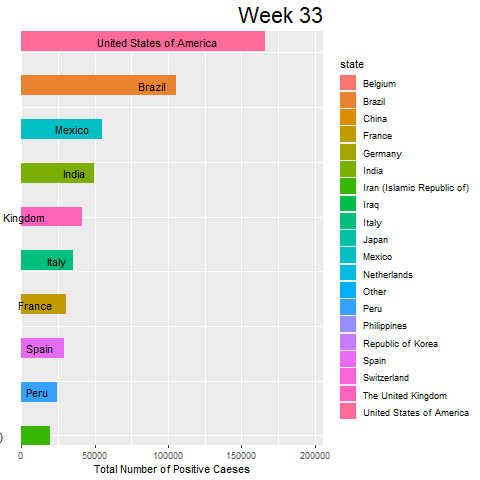 Week 33
United States of America
Brazil
Mexico
India
Kingdom
Italy
France
Spain
Peru
)
0 50000 100000 150000 200000
Total Number of Positive Caeses
state
Belgium
Brazil
China
France
Germany
India
Iran (Islamic Republic of)
Iraq
Italy
Japan
Mexico
Netherlands
Other
Peru
Philippines
Republic of Korea
Spain
Switzerland
The United Kingdom
United States of America